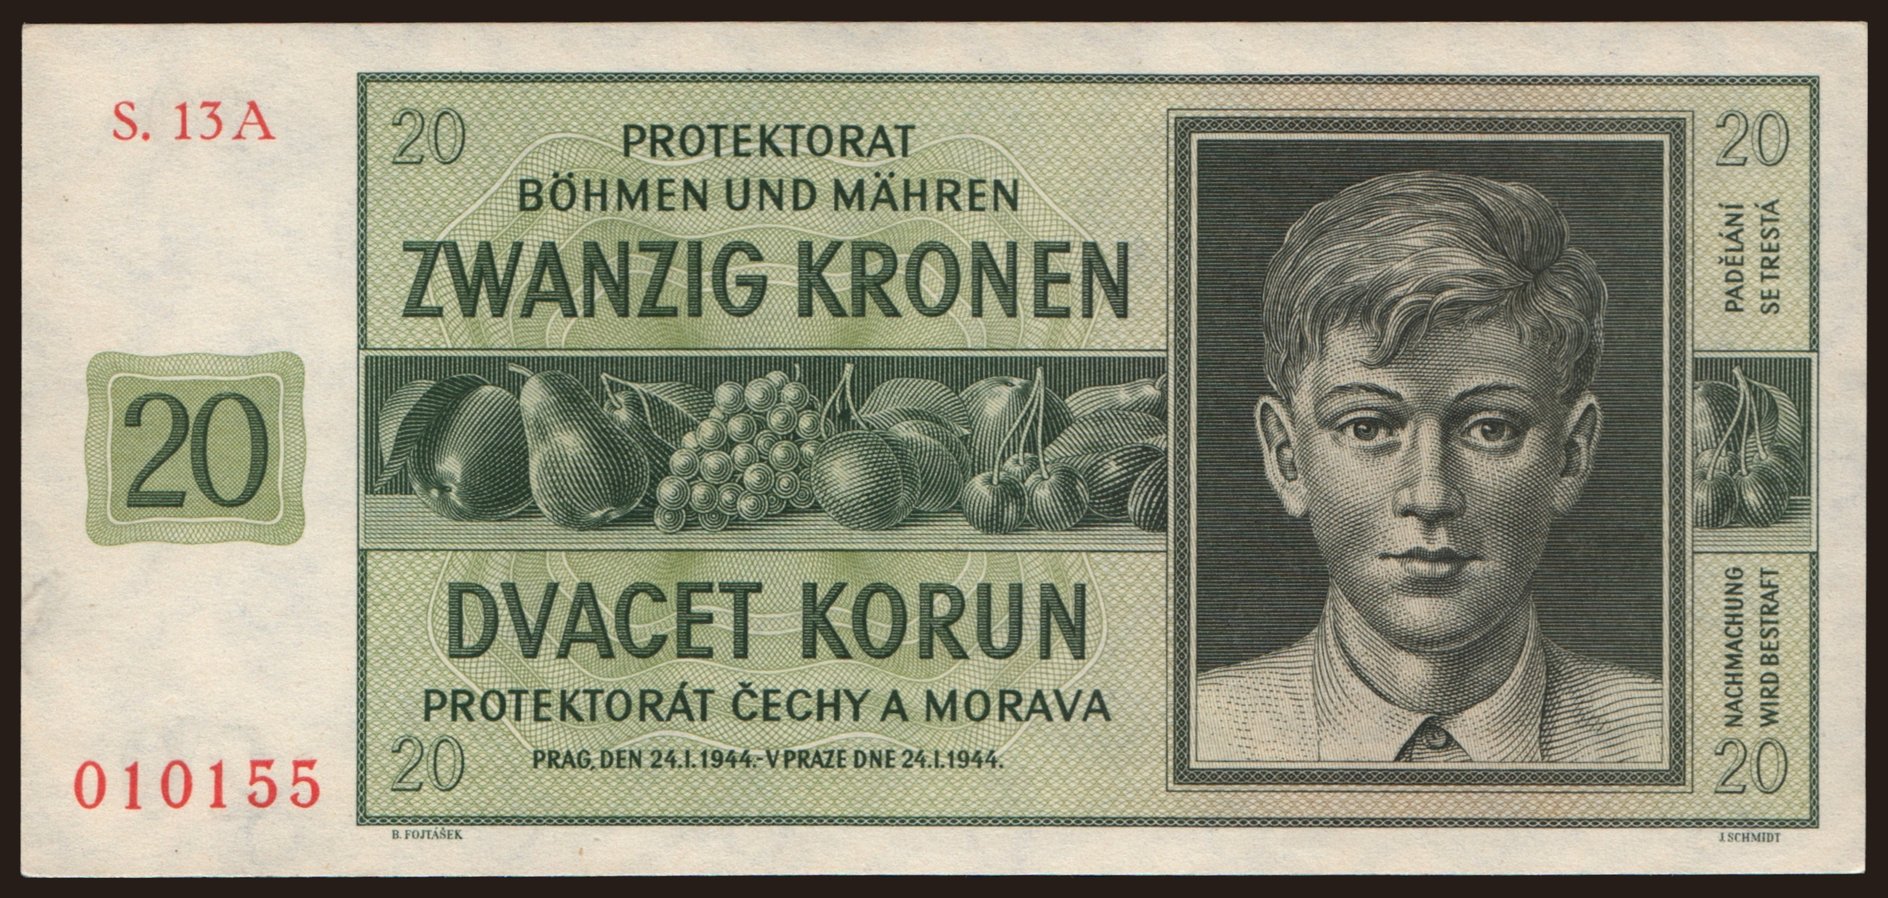 S. 13 A
20
20
PROTEKTORAT
BÖHMEN UND MÄHREN
ZWANZIG KRONEN
PADĚLÁNÍ
SE TRESTÁ
20
DVACET KORUN
PROTEKTORÁT ČECHY A MORAVA
PRAG, DEN 24.I.1944.-V PRAZE DNE 24.I.1944.
NACHMACHUNG
WIRD BESTRAFT
010155
20
20
B. FOJTÁŠEK
J. SCHMIDT